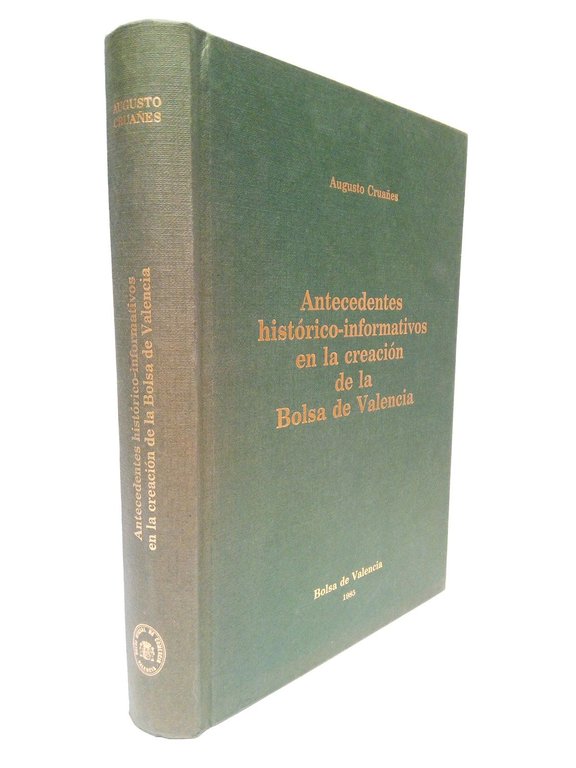 AUGUSTO
CRUAÑES
Antecedentes histórico-informativos
en la creación de la Bolsa de Valencia
Augusto Cruañes
Antecedentes
histórico-informativos
en la creación
de la
Bolsa de Valencia
Bolsa de Valencia
1985